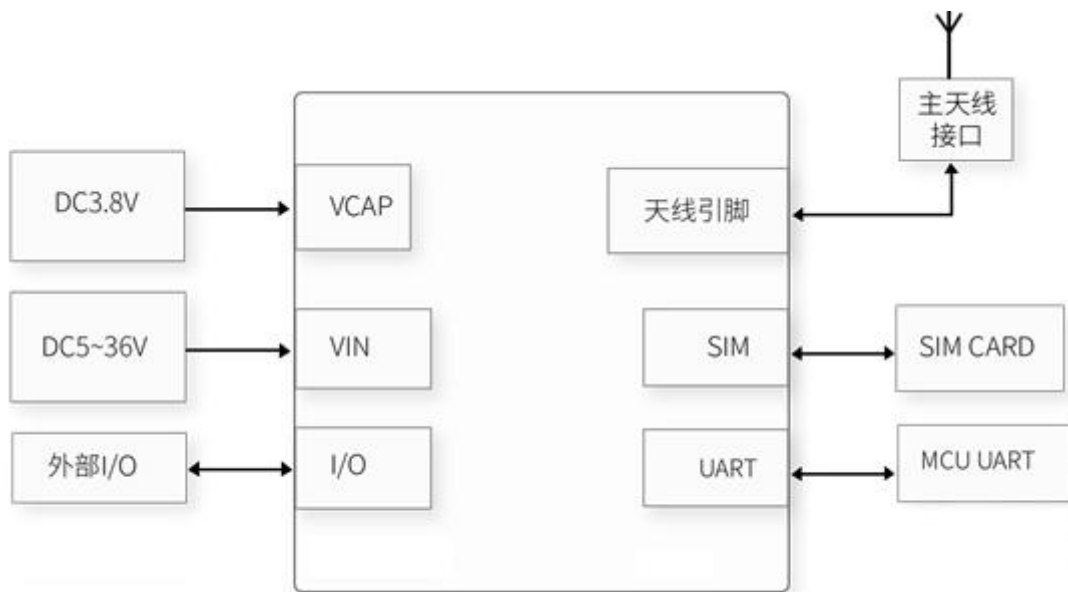 主天线
接口
DC3.8V
VCAP
天线引脚
DC5~36V
VIN
SIM
SIM CARD
外部I/O
I/O
UART
MCU UART